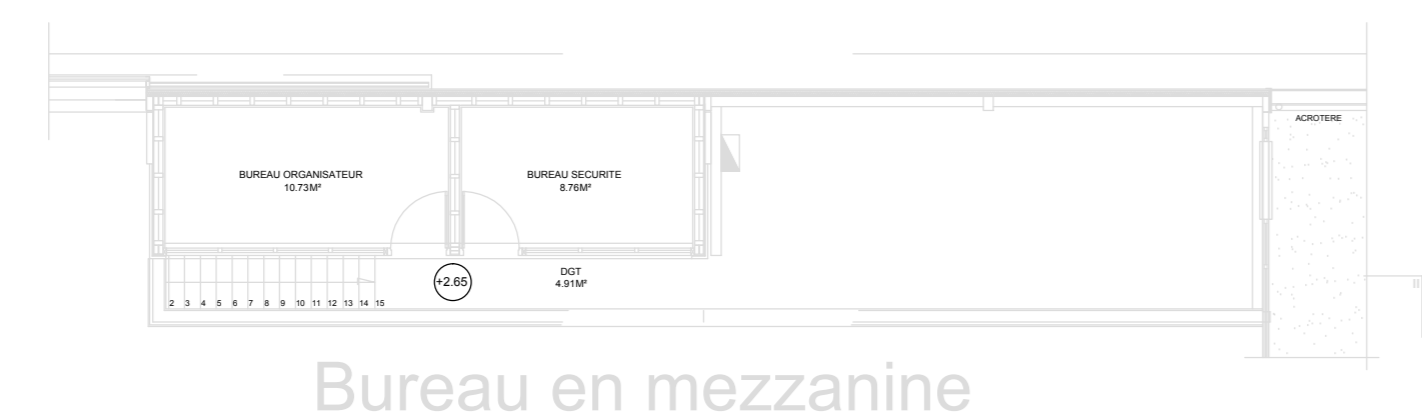 ACROTERE
BUREAU ORGANISATEUR
10.73M²
BUREAU SECURITE
8.76M²
+2.65
DGT
4.91M²
2 3 4 5 6 7 8 9 10 11 12 13 14 15
Bureau en mezzanine